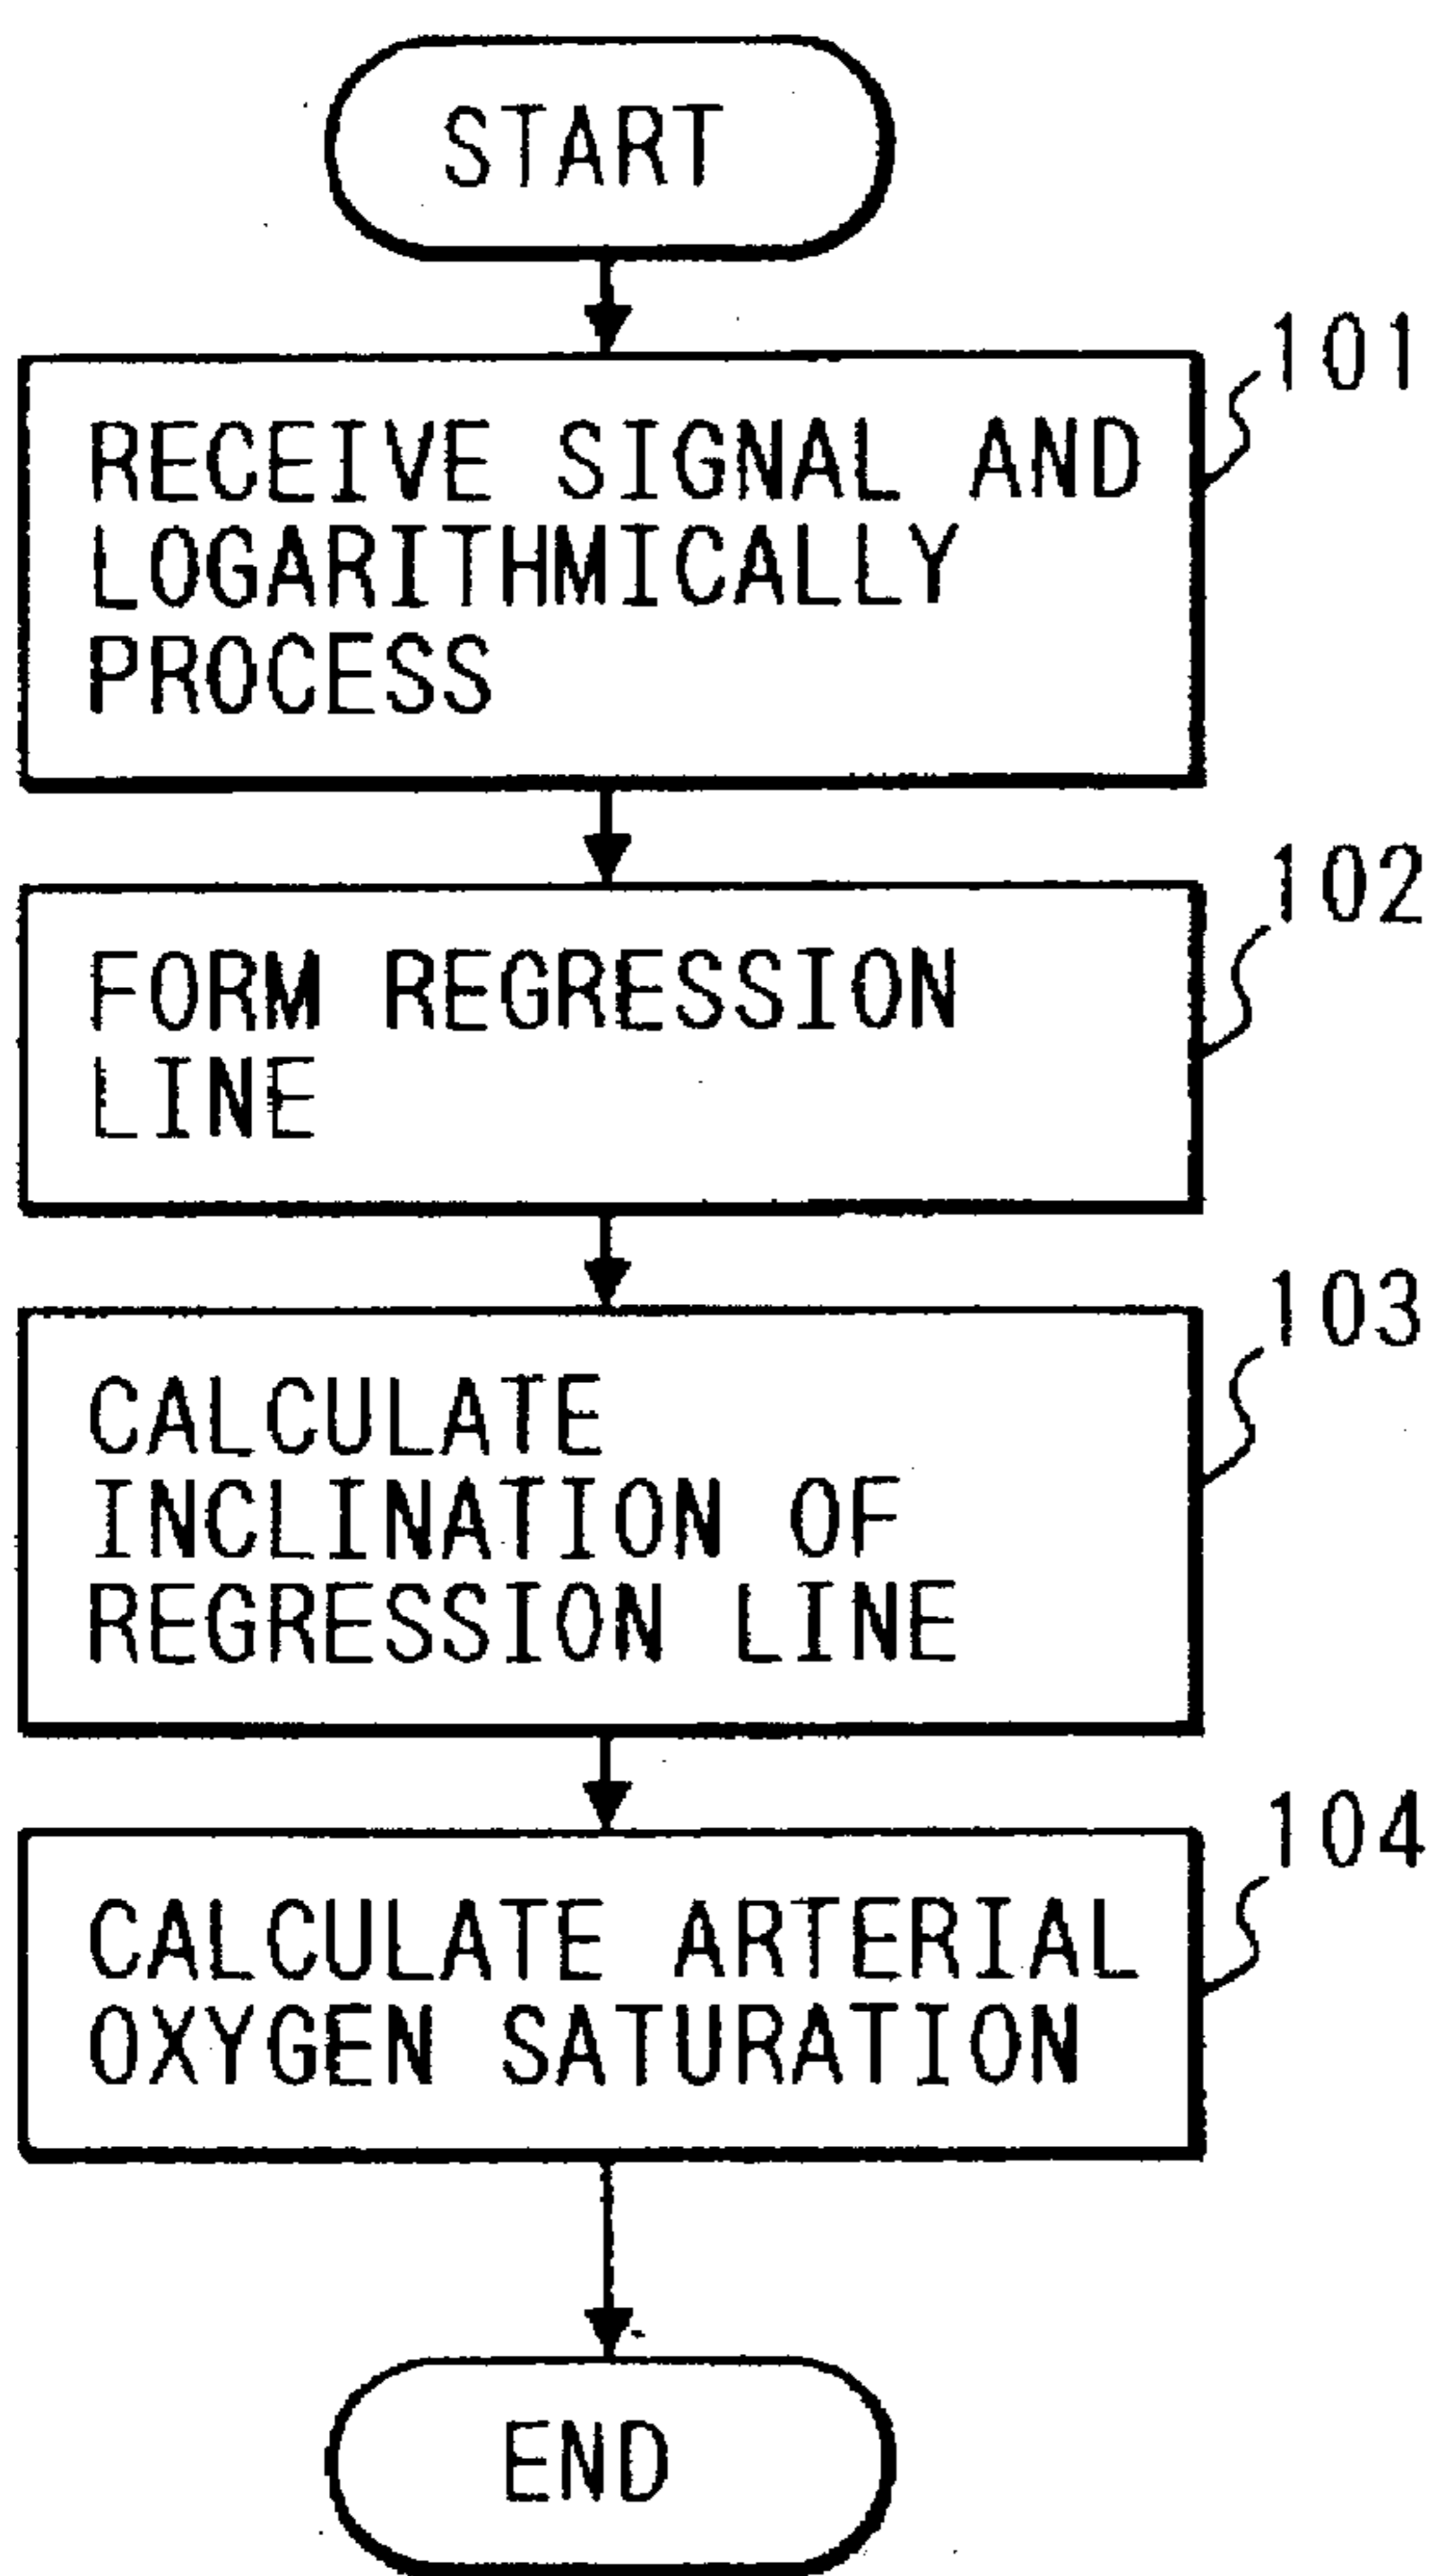 START
101
RECEIVE SIGNAL AND
LOGARITHMICALLY
PROCESS
102
FORM REGRESSION
LINE
103
CALCULATE
INCLINATION OF
REGRESSION LINE
104
CALCULATE ARTERIAL
OXYGEN SATURATION
END